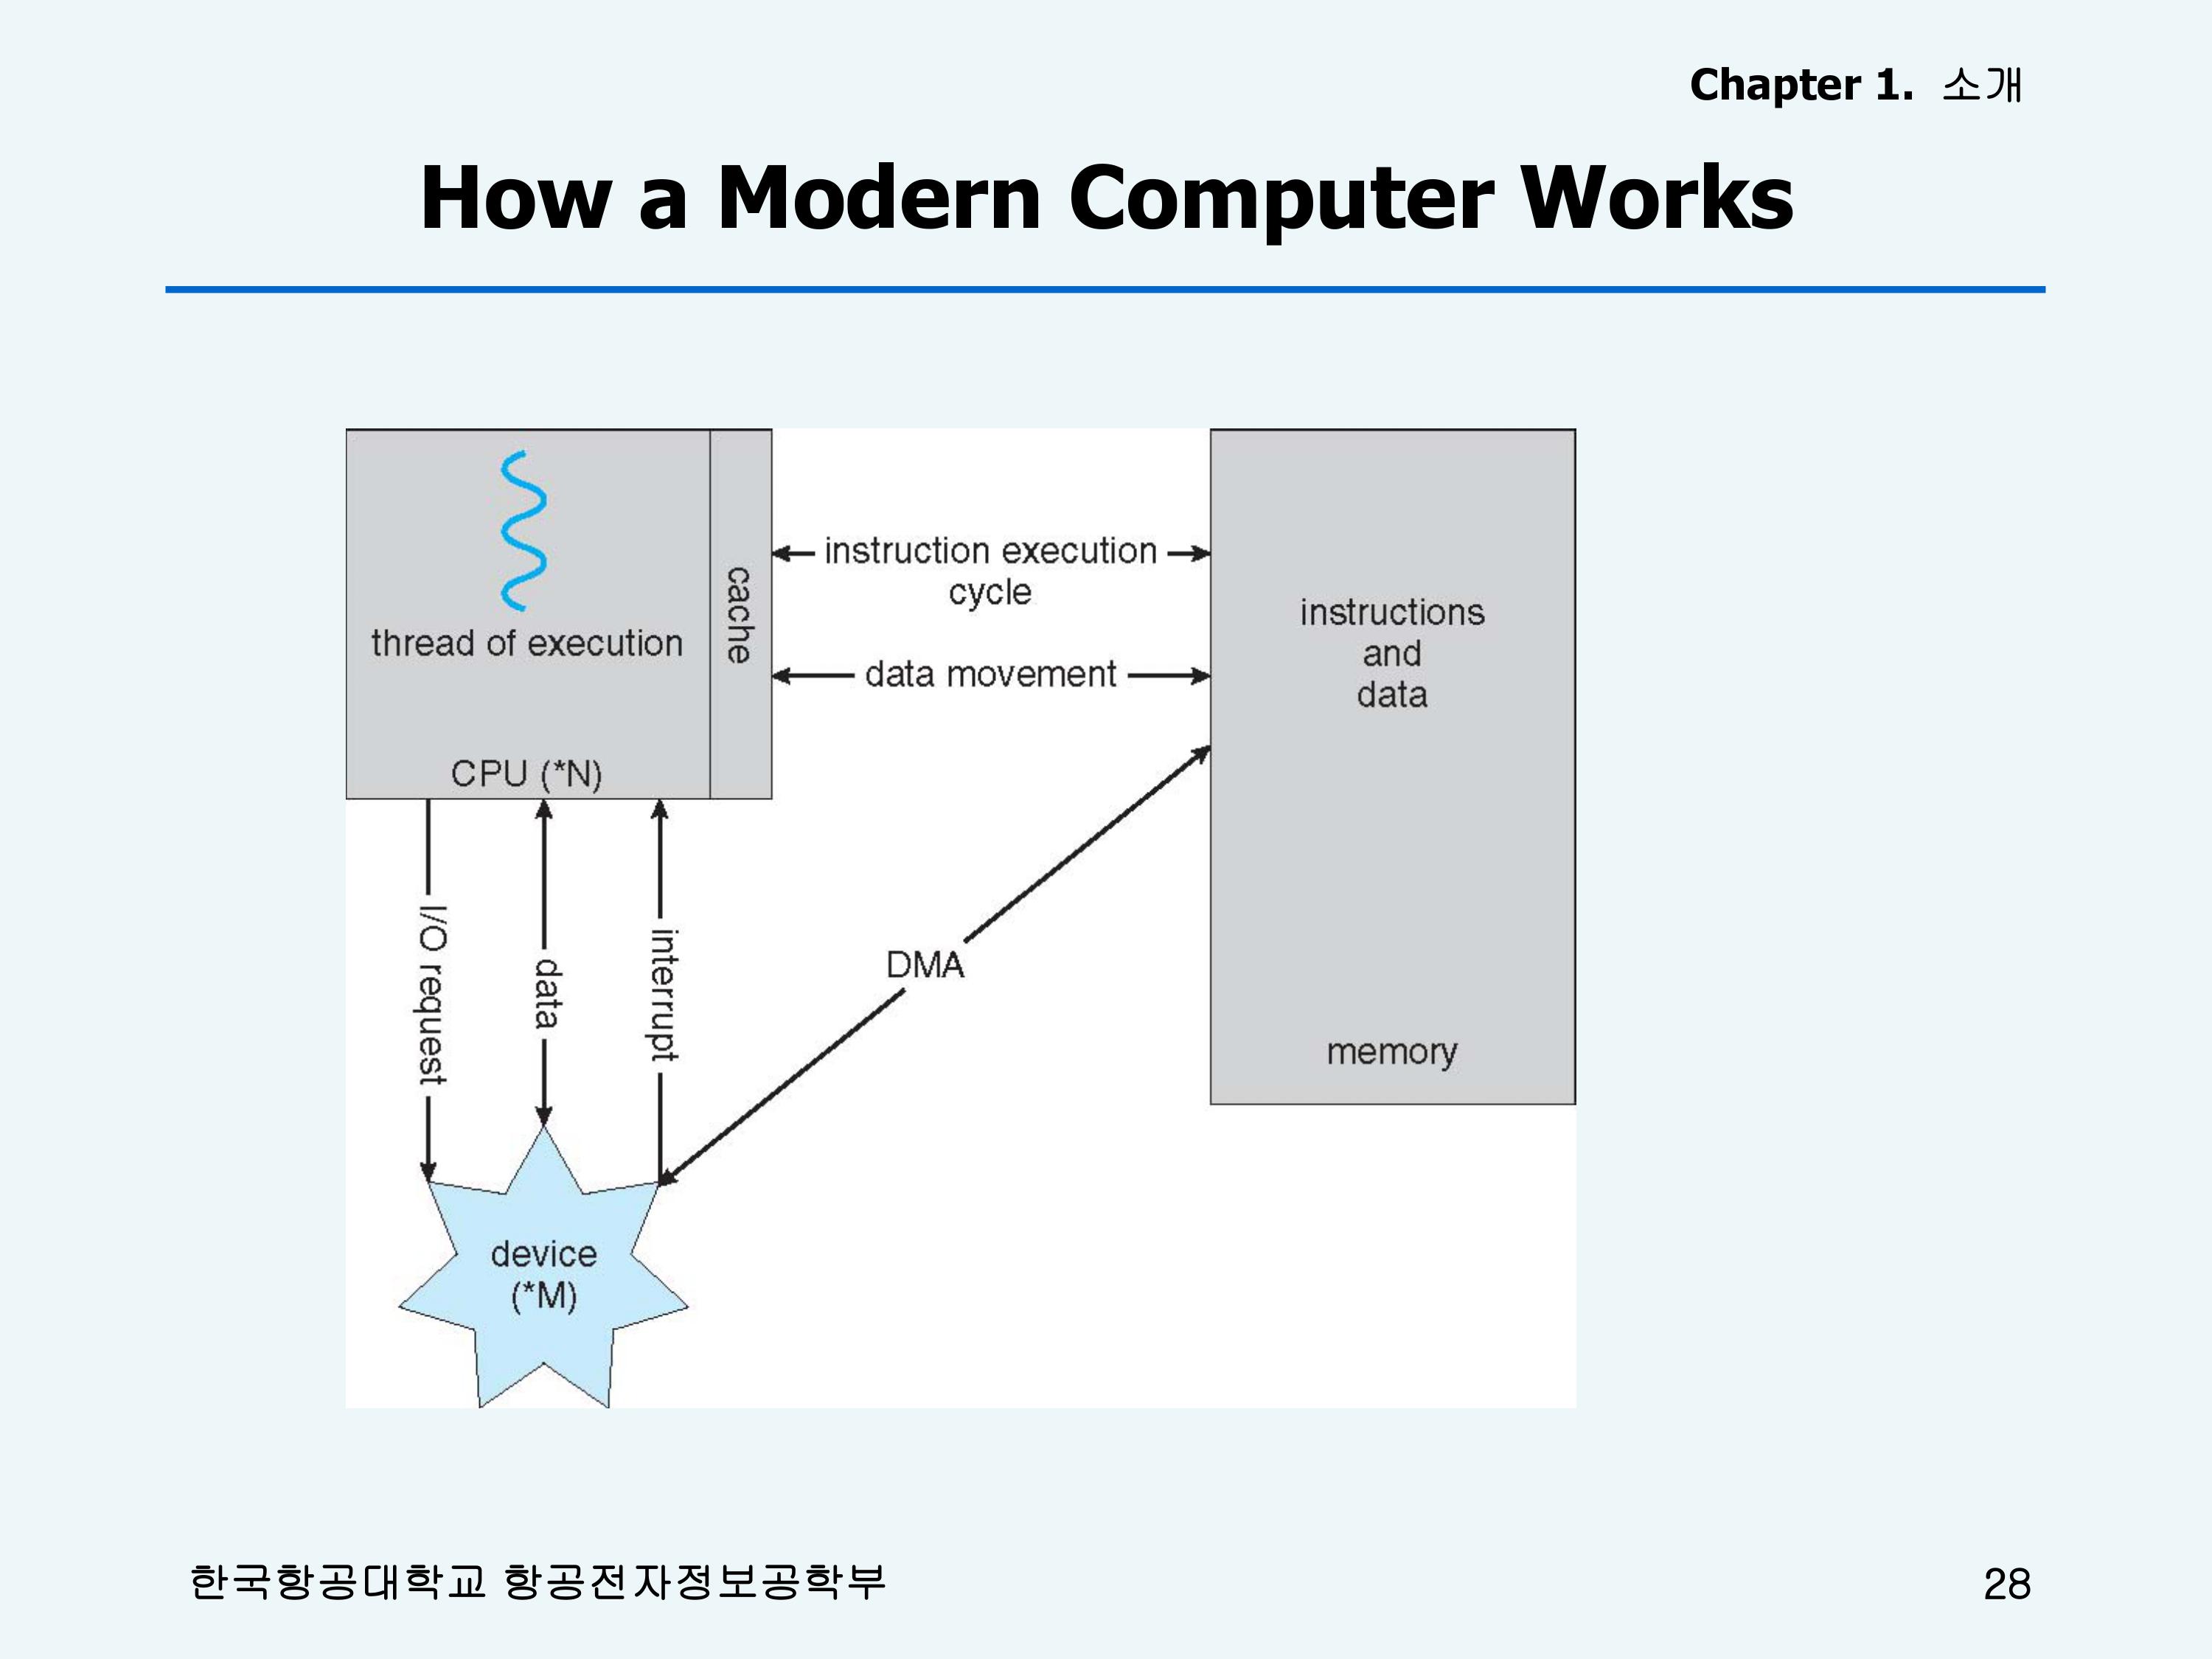 Chapter 1. 소개
How a Modern Computer Works
thread of execution
cache
CPU (*N)
instruction execution
cycle
data movement
instructions
and
data
memory
I/O request
data
interrupt
DMA
device
(*M)
한국항공대학교 항공전자정보공학부
28